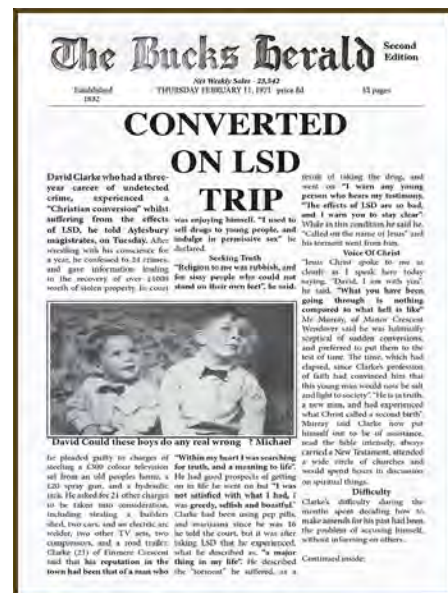 The Bucks Herald
Second
Edition
Net Weekly Sales - 23,542
Established
1832
THURSDAY FEBRUARY 11, 1971 price 8d
32 pages
CONVERTED
ON LSD
TRIP
David Clarke who had a three-
year career of undetected
crime, experienced a
"Christian conversion" whilst
suffering from the effects
of LSD, he told Aylesbury
magistrates, on Tuesday. After
wrestling with his conscience for
a year, he confessed to 24 crimes,
and gave information leading
to the recovery of over £1000
worth of stolen property. In court
was enjoying himself. "I used to
sell drugs to young people, and
indulge in permissive sex" he
declared.
Seeking Truth
"Religion to me was rubbish, and
for sissy people who could not
stand on their own feet", he said.
result of taking the drug, and
went on "I warn any young
person who hears my testimony.
"The effects of LSD are so bad,
and I warn you to stay clear".
While in this condition he said he,
"Called on the name of Jesus" and
his torment went from him.
Voice Of Christ
"Jesus Christ spoke to me as
clearly as I speak here today
saying, "David, I am with you",
he said. "What you have been
going through is nothing
compared to what hell is like"
Mr Murray, of Manor Crescent
Wendover said he was habitually
sceptical of sudden conversions,
and preferred to put them to the
test of time. The time, which had
elapsed, since Clarke's profession
of faith had convinced him that
this young man would now be salt
and light to society". "He is in truth,
a new man, and had experienced
what Christ called a second birth".
Murray said Clarke now put
himself out to be of assistance,
read the bible intensely, always
carried a New Testament, attended
a wide circle of churches and
would spend hours in discussion
on spiritual things.
Difficulty
Clarke's difficulty during the
months spent deciding how to
make amends for his past had been
the problem of accusing himself,
without informing on others.
Continued inside:
David Could these boys do any real wrong ? Michael
he pleaded guilty to charges of
stealing a £300 colour television
set from an old peoples home, a
£20 spray gun, and a hydraulic
jack. He asked for 21 other charges
to be taken into consideration,
including stealing a builders
shed, two cars, and an electric arc
welder, two other TV sets, two
compressors, and a road trailer.
Clarke (21) of Finmere Crescent
said that his reputation in the
town had been that of a man who
"Within my heart I was searching
for truth, and a meaning to life".
He had good prospects of getting
on in life he went on but "I was
not satisfied with what I had, i
was greedy, selfish and boastful."
Clarke had been using pep pills,
and marijuana since he was 16
he told the court, but it was after
taking LSD that he experienced,
what he described as, "a major
thing in my life". He described
the "torment" he suffered, as a